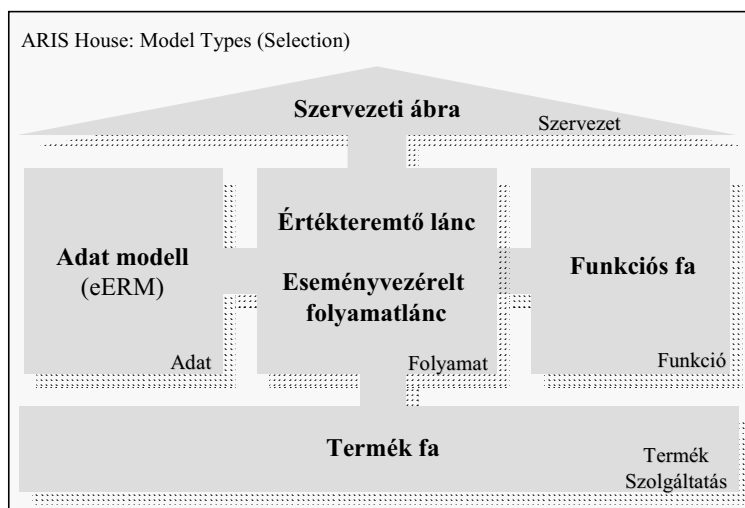 ARIS House: Model Types (Selection)
Szervezeti ábra
Szervezet
Adat modell
(eERM)
Adat
Értékteremtő lánc
Eseményvezérelt
folyamatlánc
Folyamat
Funkciós fa
Funkció
Termék fa
Termék
Szolgáltatás